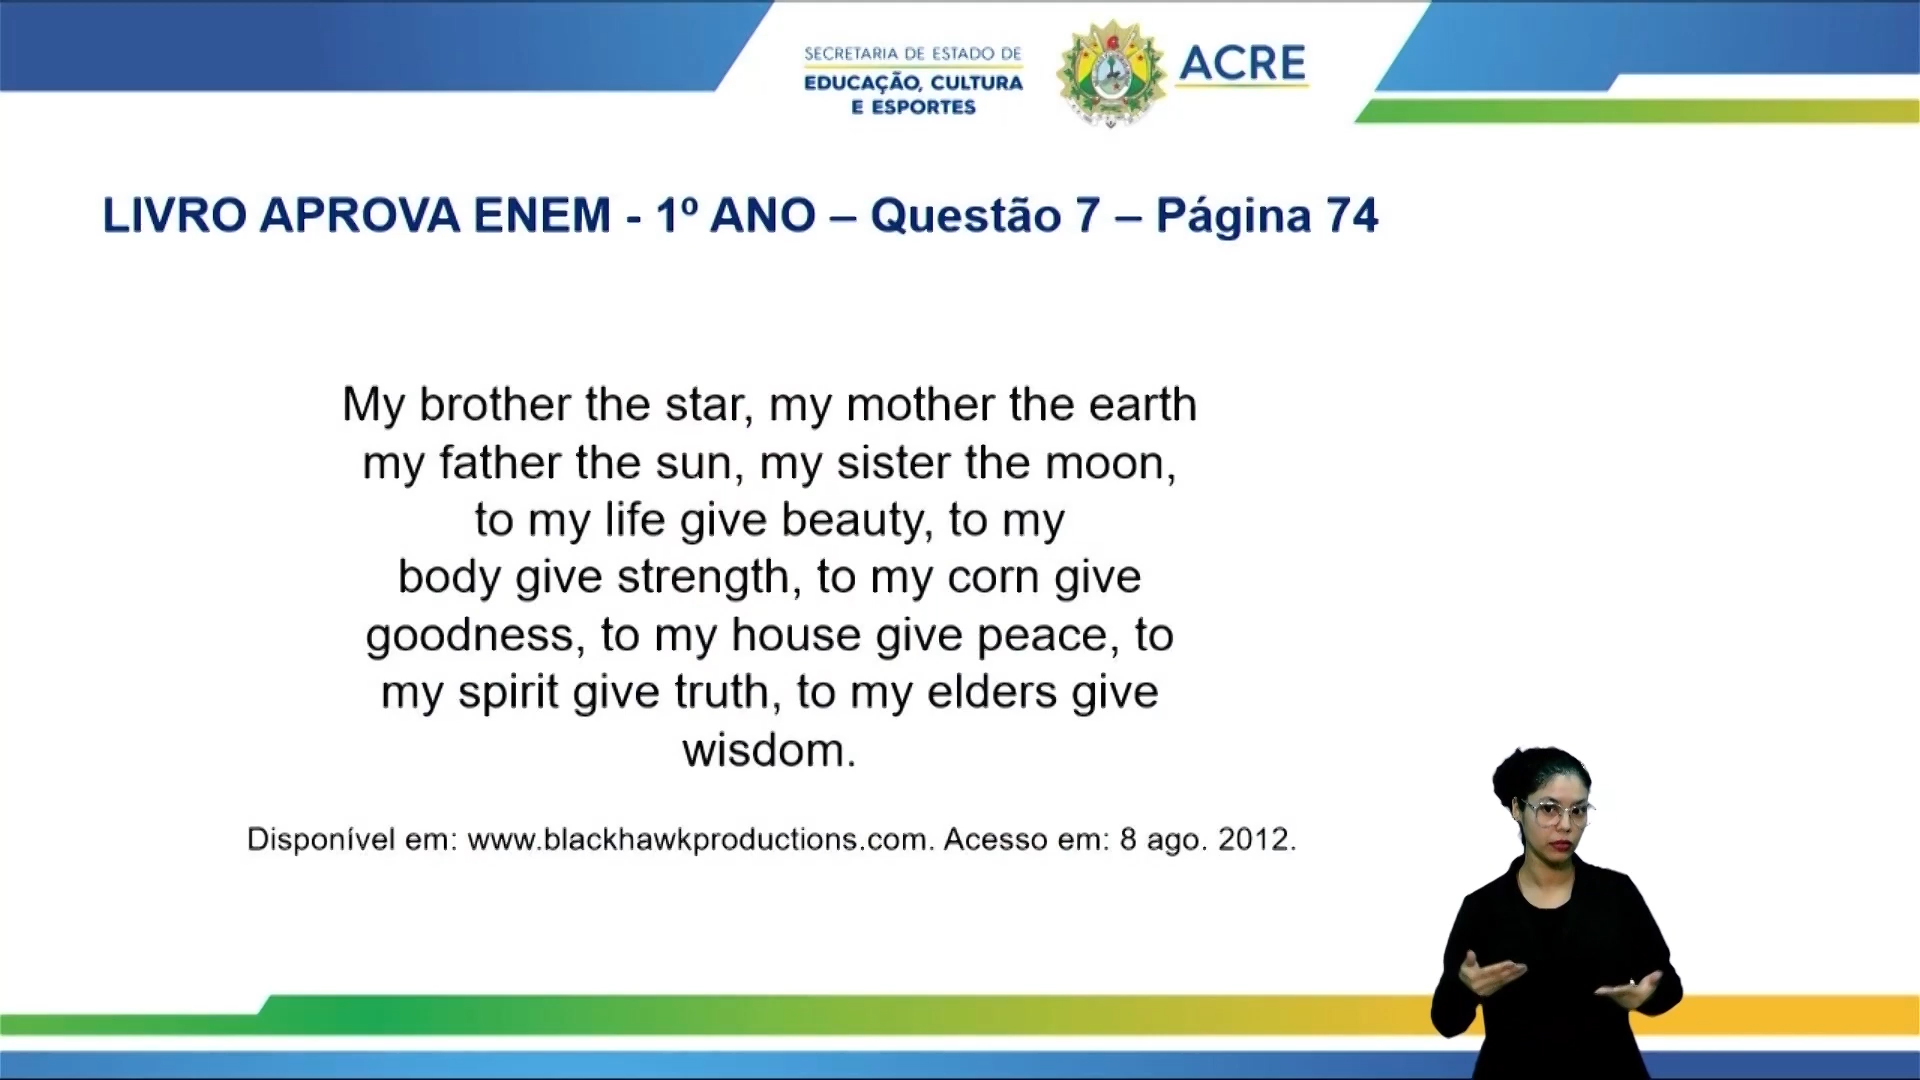 SECRETARIA DE ESTADO DE
EDUCAÇÃO, CULTURA
E ESPORTES
ACRE
LIVRO APROVA ENEM - 1º ANO – Questão 7 – Página 74
My brother the star, my mother the earth
my father the sun, my sister the moon,
to my life give beauty, to my
body give strength, to my corn give
goodness, to my house give peace, to
my spirit give truth, to my elders give
wisdom.
Disponível em: www.blackhawkproductions.com. Acesso em: 8 ago. 2012.